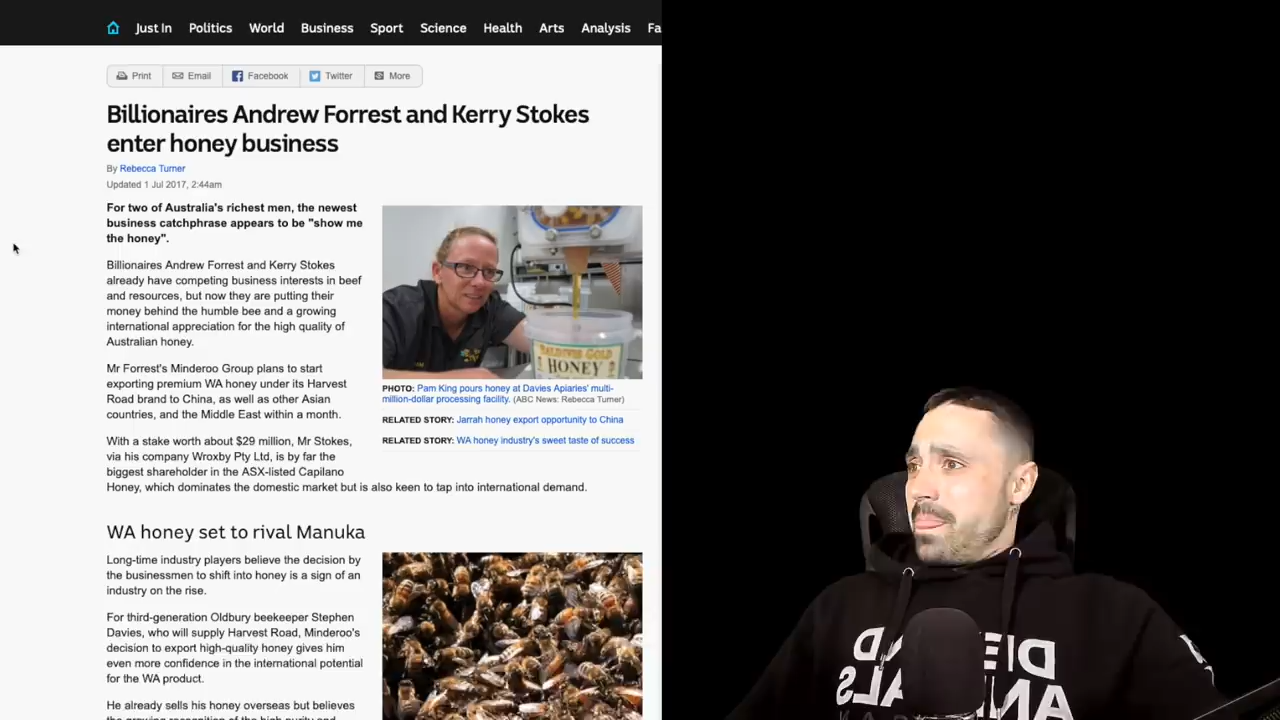 Just In Politics World Business Sport Science Health Arts Analysis Fa
Print Email Facebook Twitter More
Billionaires Andrew Forrest and Kerry Stokes
enter honey business
By Rebecca Turner
Updated 1 Jul 2017, 2:44am
For two of Australia's richest men, the newest
business catchphrase appears to be "show me
the honey".
Billionaires Andrew Forrest and Kerry Stokes
already have competing business interests in beef
and resources, but now they are putting their
money behind the humble bee and a growing
international appreciation for the high quality of
Australian honey.
Mr Forrest's Minderoo Group plans to start
exporting premium WA honey under its Harvest
Road brand to China, as well as other Asian
countries, and the Middle East within a month.
With a stake worth about $29 million, Mr Stokes,
via his company Wroxby Pty Ltd, is by far the
biggest shareholder in the ASX-listed Capilano
Honey, which dominates the domestic market but is also keen to tap into international demand.
HONEY
PHOTO: Pam King pours honey at Davies Apiaries' multi-
million-dollar processing facility. (ABC News: Rebecca Turner)
RELATED STORY: Jarrah honey export opportunity to China
RELATED STORY: WA honey industry's sweet taste of success
WA honey set to rival Manuka
Long-time industry players believe the decision by
the businessmen to shift into honey is a sign of an
industry on the rise.
For third-generation Oldbury beekeeper Stephen
Davies, who will supply Harvest Road, Minderoo's
decision to export high-quality honey gives him
even more confidence in the international potential
for the WA product.
He already sells his honey overseas but believes
the growing recognition of the high purity and